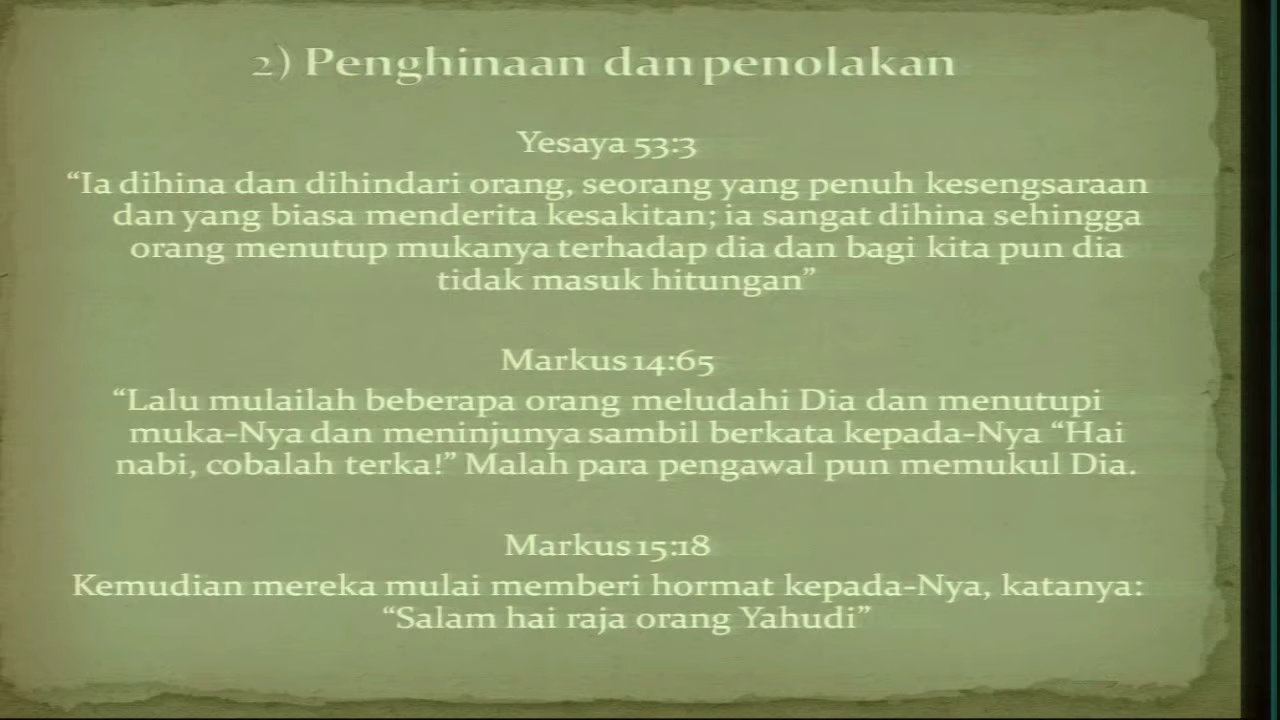 2) Penghinaan dan penolakan
Yesaya 53:3
“Ia dihina dan dihindari orang, seorang yang penuh kesengsaraan
dan yang biasa menderita kesakitan; ia sangat dihina sehingga
orang menutup mukanya terhadap dia dan bagi kita pun dia
tidak masuk hitungan”
Markus 14:65
“Lalu mulailah beberapa orang meludahi Dia dan menutupi
muka-Nya dan meninjunya sambil berkata kepada-Nya “Hai
nabi, cobalah terka!” Malah para pengawal pun memukul Dia.
Markus 15:18
Kemudian mereka mulai memberi hormat kepada-Nya, katanya:
“Salam hai raja orang Yahudi”